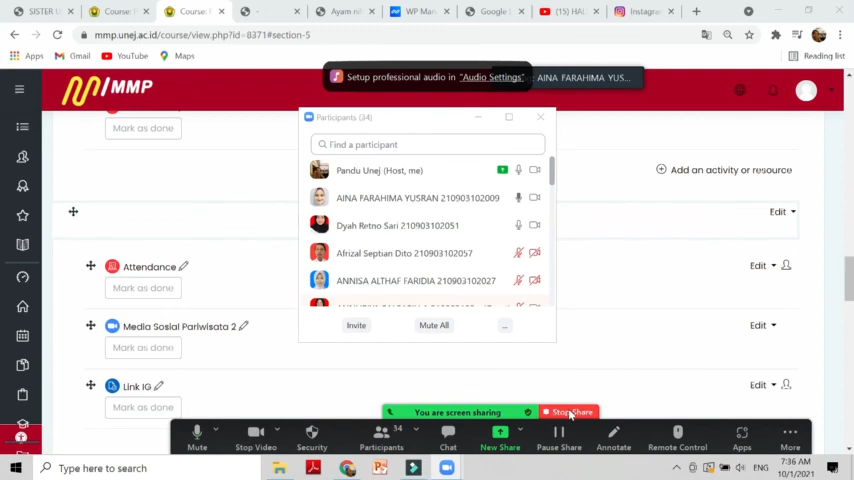 SISTER U
Course: F
Course: F
-
Ayam nil
WP Mark
Google L
(15) HAL
Instagram
mmp.unej.ac.id/course/view.php?id=8371#section-5
Apps
Gmail
YouTube
Maps
Reading list
MMP
Setup professional audio in "Audio Settings"
AINA FARAHIMA YUS...
Participants (34)
Mark as done
Find a participant
Pandu Unej (Host, me)
Add an activity or resource
AINA FARAHIMA YUSRAN 210903102009
Edit
Dyah Retno Sari 210903102051
Afrizal Septian Dito 210903102057
Attendance
Edit
ANNISA ALTHAF FARIDIA 210903102027
Mark as done
Invite
Mute All
...
Media Sosial Pariwisata 2
Edit
Mark as done
Link IG
Edit
Mark as done
You are screen sharing
Stop Share
34
Mute
Stop Video
Security
Participants
Chat
New Share
Pause Share
Annotate
Remote Control
Apps
More
Type here to search
ENG
7:36 AM
10/1/2021